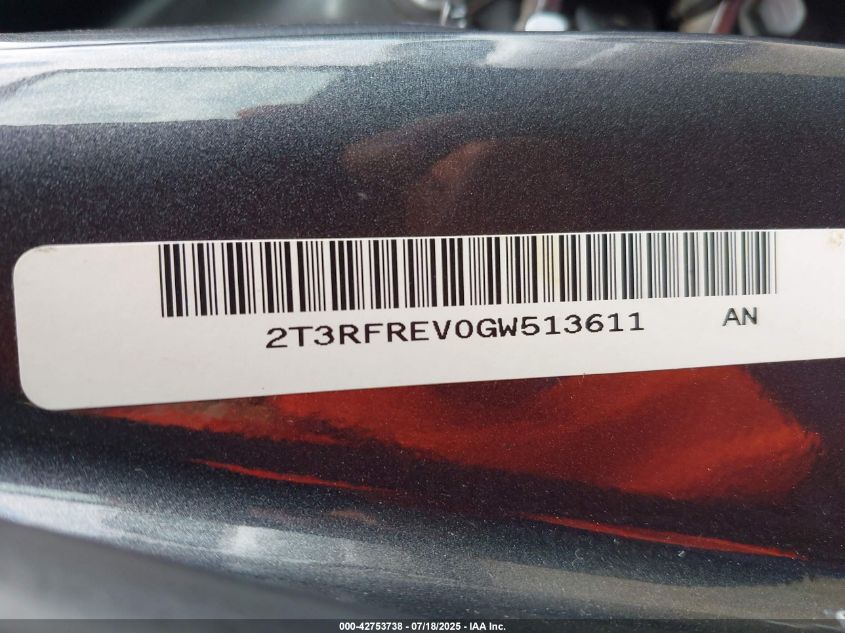 2T3RFREV0GW513611 AN
000-42753738 - 07/18/2025 - IAA Inc.